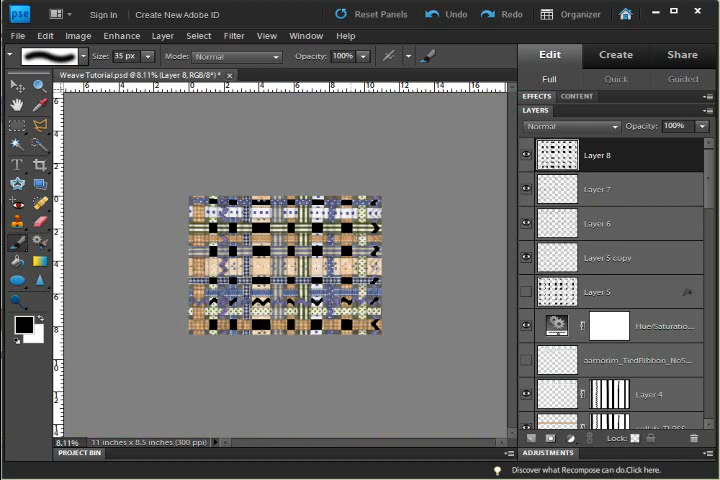 pse Sign In Create New Adobe ID Reset Panels Undo Redo Organizer
File Edit Image Enhance Layer Select Filter View Window Help
Size: 35 px Mode: Normal Opacity: 100%
Edit Create Share
Full Quick Guided
Weave Tutorial.psd @ 8.11% (Layer 8, RGB/8*) *
EFFECTS CONTENT
LAYERS
Normal Opacity: 100%
Layer 8
Layer 7
Layer 6
Layer 5 copy
Layer 5
Hue/Saturatio...
aamorim_TiedRibbon_NoS...
Layer 4
Lock:
8.11% 11 inches x 8.5 inches (300 ppi)
PROJECT BIN
ADJUSTMENTS
Discover what Recompose can do.Click here.